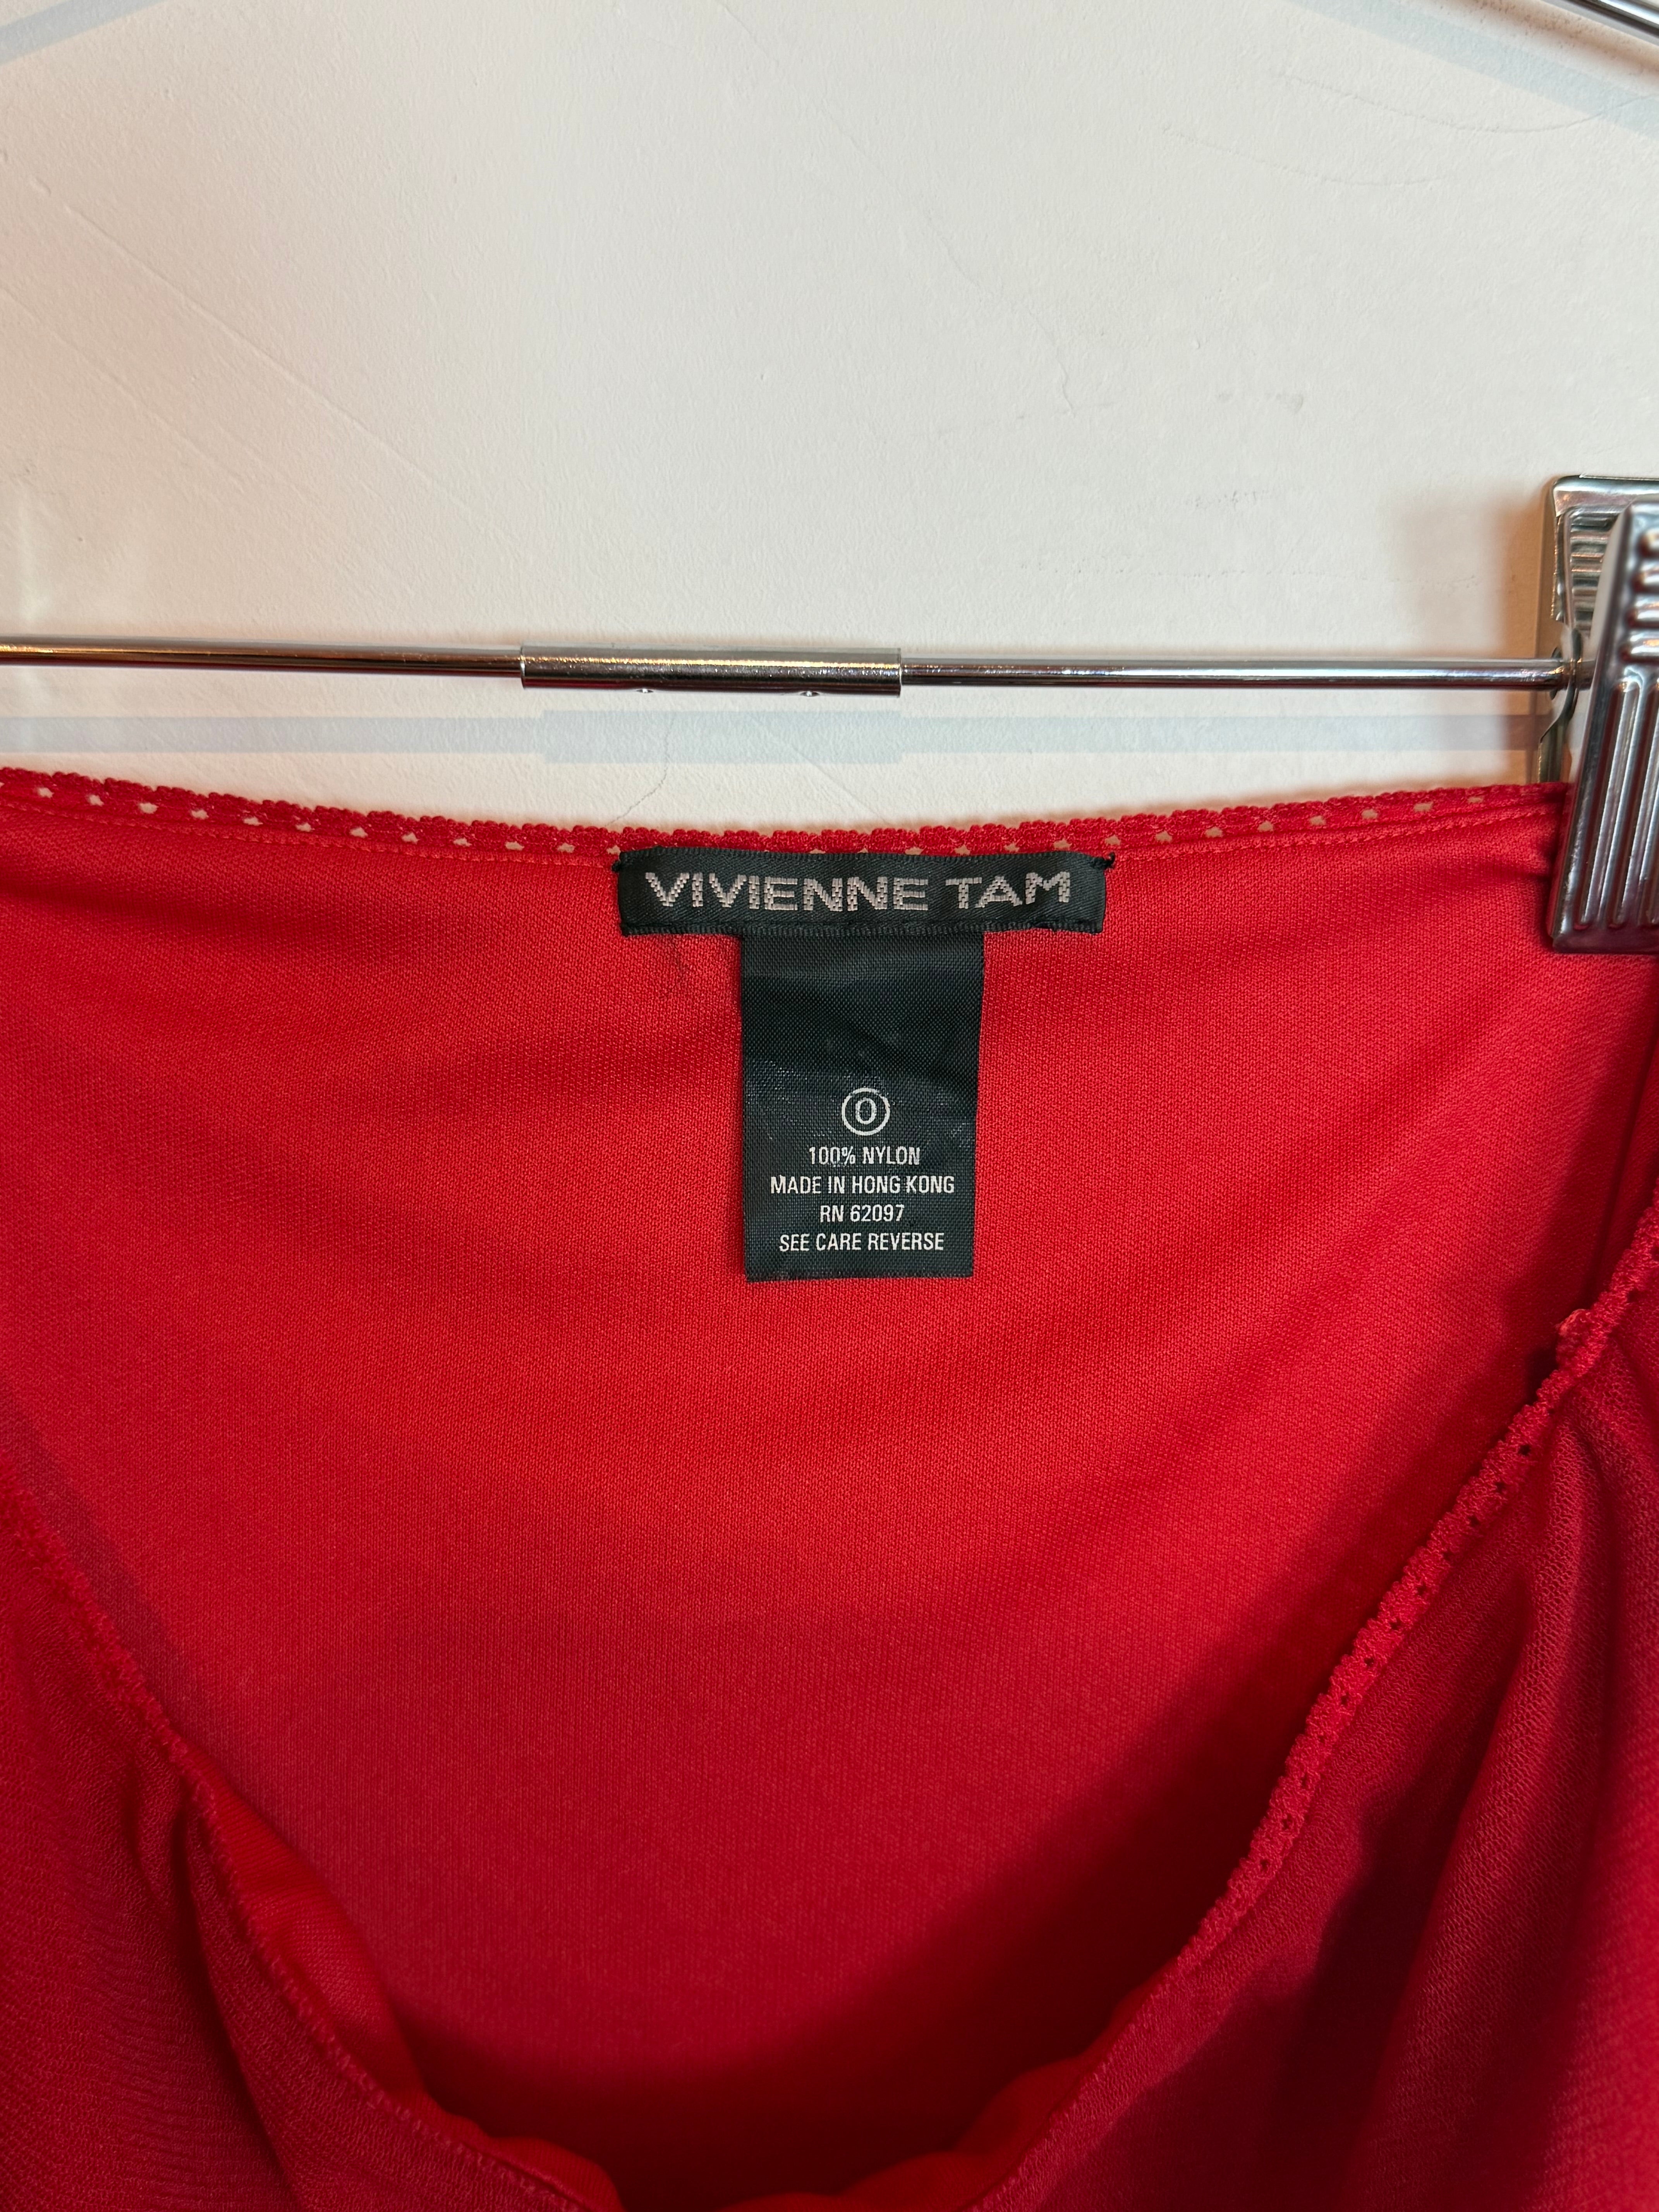 VIVIENNE TAM
0
100% NYLON
MADE IN HONG KONG
RN 62097
SEE CARE REVERSE